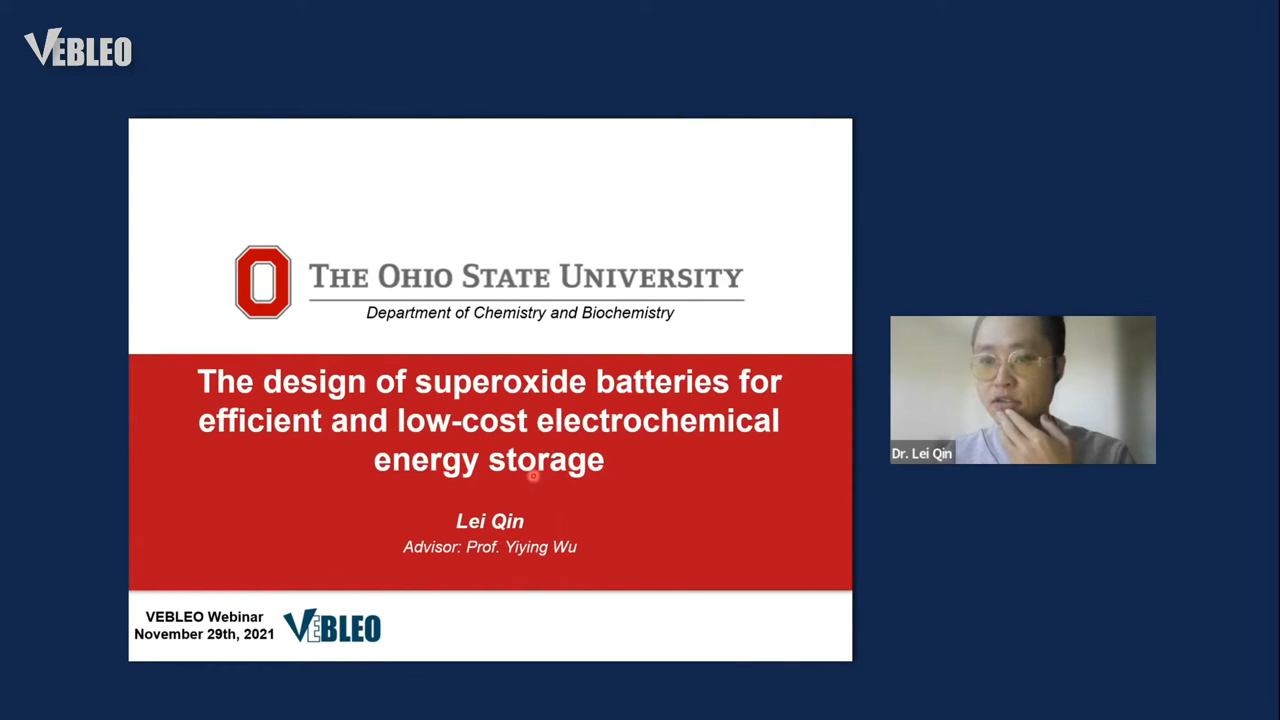 VEBLEO
THE OHIO STATE UNIVERSITY
Department of Chemistry and Biochemistry
The design of superoxide batteries for
efficient and low-cost electrochemical
energy storage
Lei Qin
Advisor: Prof. Yiying Wu
VEBLEO Webinar
November 29th, 2021
VEBLEO
Dr. Lei Qin